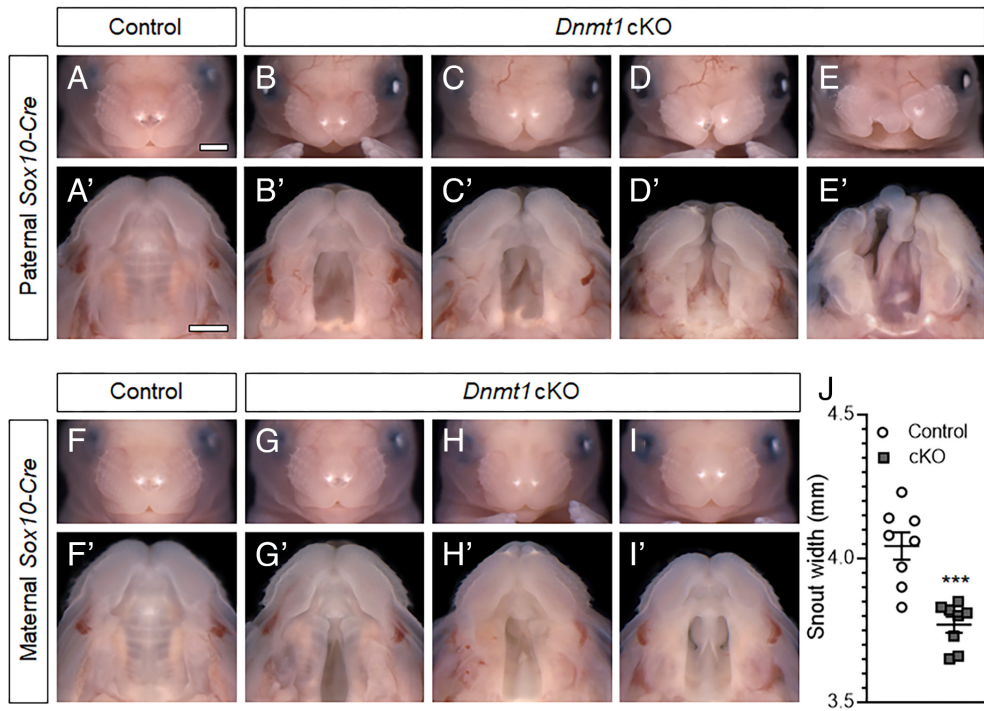 Control
Dnmt1 cKO
Paternal Sox10-Cre
A
B
C
D
E
A'
B'
C'
D'
E'
Control
Dnmt1 cKO
J
Maternal Sox10-Cre
F
G
H
I
F'
G'
H'
I'
4.5
Control
cKO
Snout width (mm)
4.0
***
3.5